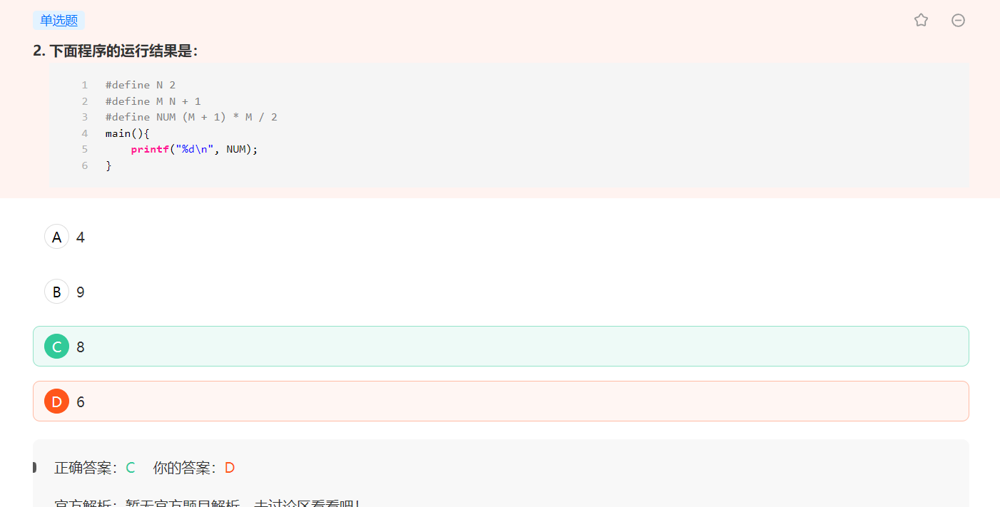 单选题
2. 下面程序的运行结果是：
1 #define N 2
2 #define M N + 1
3 #define NUM (M + 1) * M / 2
4 main(){
5     printf("%d\n", NUM);
6 }
A 4
B 9
C 8
D 6
正确答案：C 你的答案：D
官方解析：暂无官方题目解析，去讨论区看看吧！